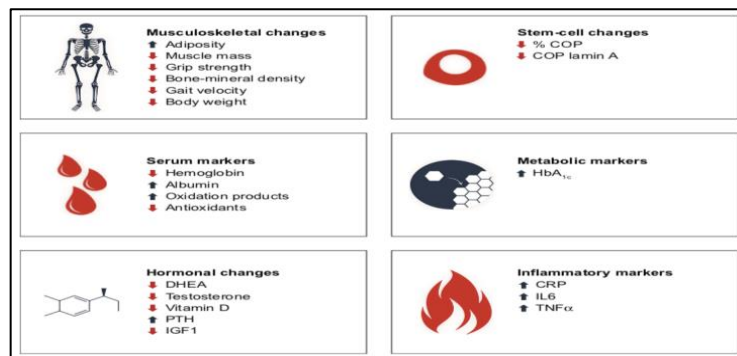 Musculoskeletal changes
Adiposity
Muscle mass
Grip strength
Bone-mineral density
Gait velocity
Body weight
Stem-cell changes
% COP
COP lamin A
Serum markers
Hemoglobin
Albumin
Oxidation products
Antioxidants
Metabolic markers
HbA1c
Hormonal changes
DHEA
Testosterone
Vitamin D
PTH
IGF1
Inflammatory markers
CRP
IL6
TNFα